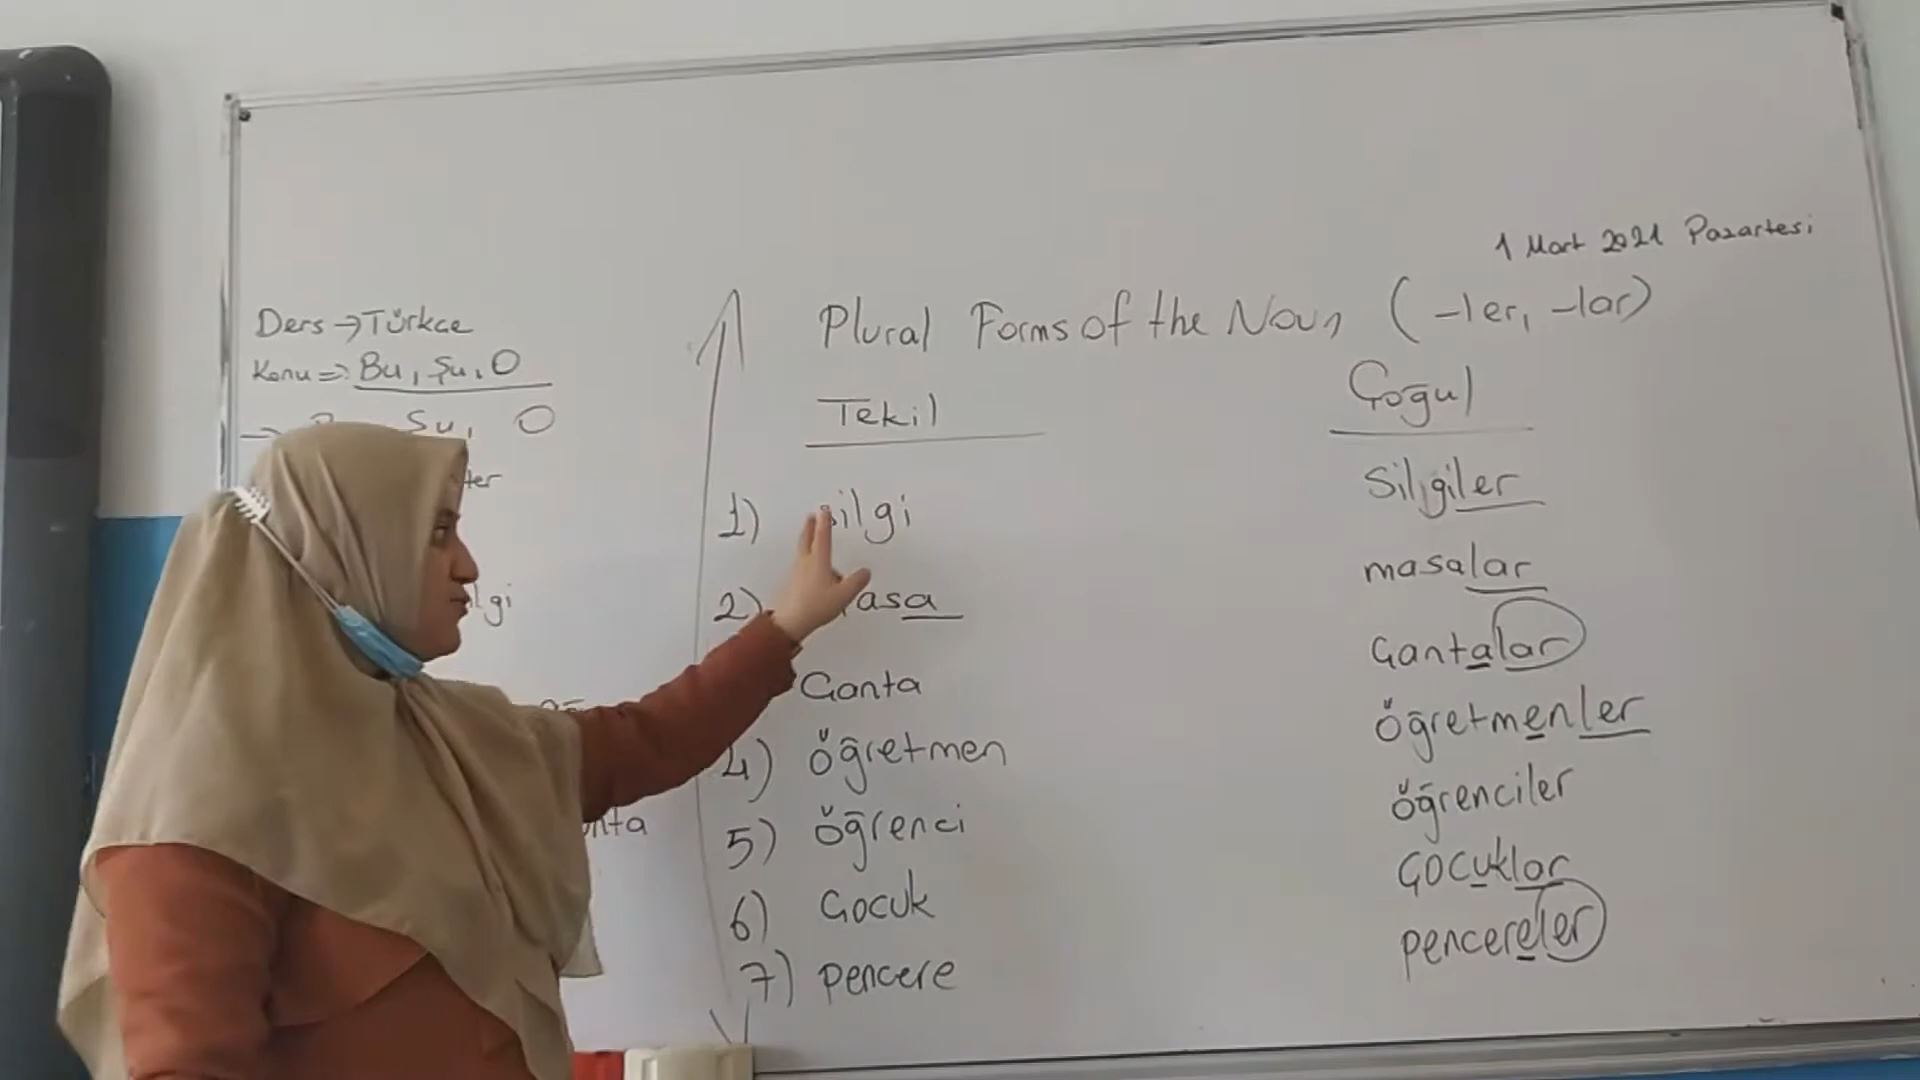 Ders → Türkçe
Konu ⇒ Bu, Şu, O
→ Şu, O
1 Mart 2021 Pazartesi
Plural Forms of the Noun (-ler, -lar)
Tekil Çoğul
1) silgi Silgiler
2) asa masalar
Çanta Çantalar
4) öğretmen öğretmenler
5) öğrenci öğrenciler
6) Çocuk Çocuklar
7) pencere pencereler